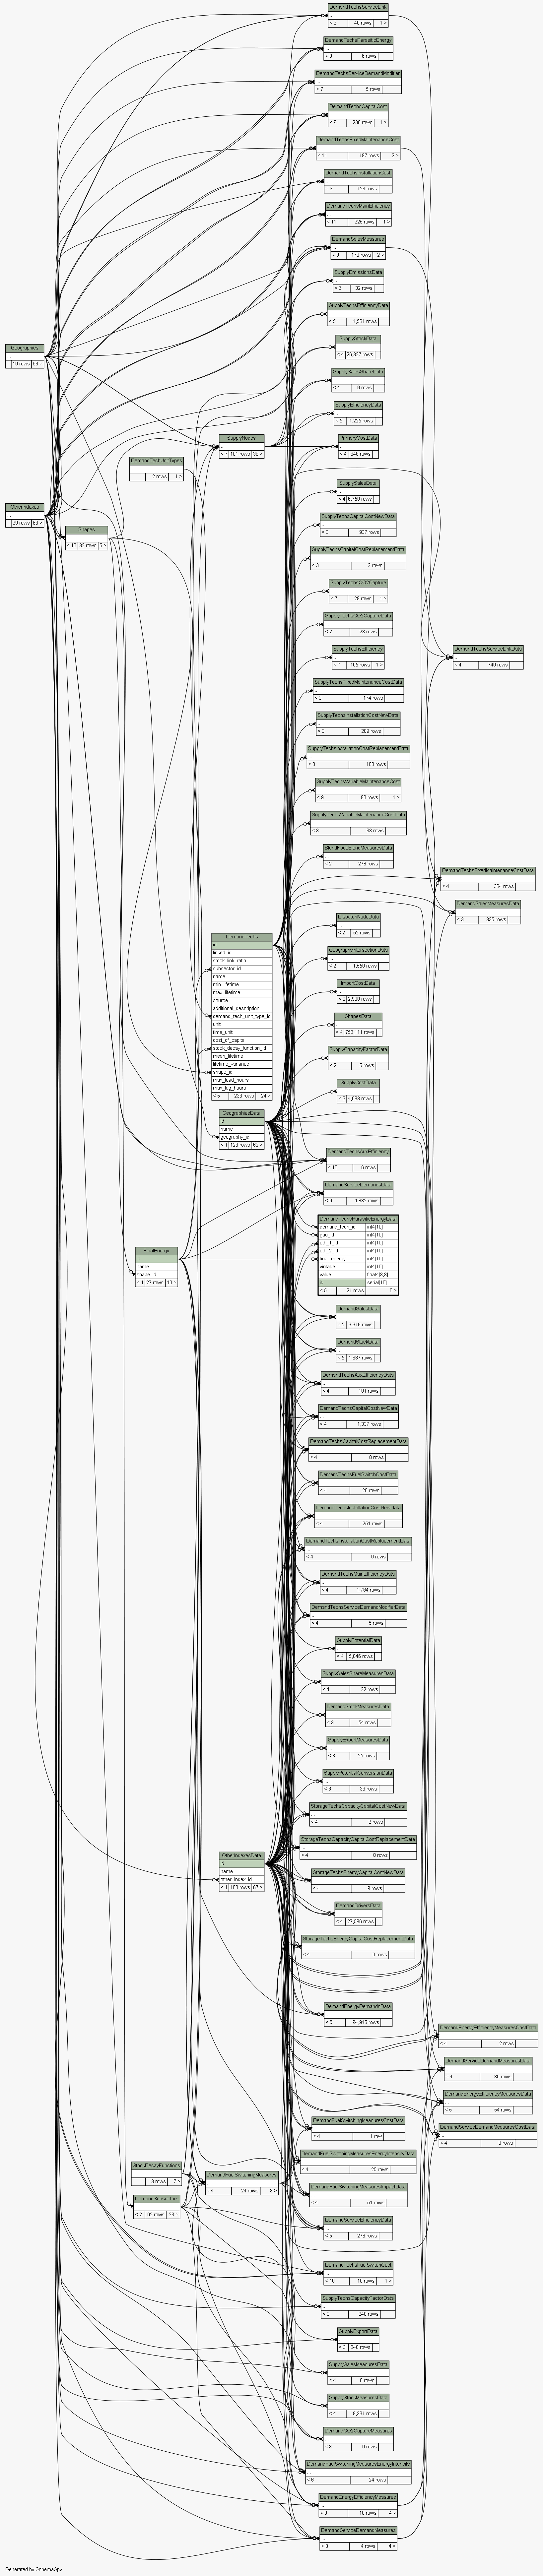 DemandTechsServiceLink
...
< 8 40 rows 1 >
DemandTechsParasiticEnergy
...
< 8 6 rows
DemandTechsServiceDemandModifier
...
< 7 5 rows
DemandTechsCapitalCost
...
< 9 230 rows 1 >
DemandTechsFixedMaintenanceCost
...
< 11 187 rows 2 >
DemandTechsInstallationCost
...
< 8 128 rows
DemandTechsMainEfficiency
...
< 11 225 rows 1 >
DemandSalesMeasures
...
< 8 173 rows 2 >
SupplyEmissionsData
...
< 6 32 rows
SupplyTechsEfficiencyData
...
< 5 4,561 rows
SupplyStockData
...
< 4 26,327 rows
Geographies
...
10 rows 56 >
SupplySalesShareData
...
< 4 9 rows
SupplyEfficiencyData
...
< 5 1,225 rows
SupplyNodes
...
< 7 101 rows 38 >
PrimaryCostData
...
< 4 948 rows
DemandTechUnitTypes
...
2 rows 1 >
SupplySalesData
...
< 4 6,750 rows
OtherIndexes
...
29 rows 63 >
SupplyTechsCapitalCostNewData
...
< 3 937 rows
Shapes
...
< 10 32 rows 5 >
SupplyTechsCapitalCostReplacementData
...
< 3 2 rows
SupplyTechsCO2Capture
...
< 7 28 rows 1 >
SupplyTechsCO2CaptureData
...
< 2 28 rows
SupplyTechsEfficiency
...
< 7 105 rows 1 >
DemandTechsServiceLinkData
...
< 4 740 rows
SupplyTechsFixedMaintenanceCostData
...
< 3 174 rows
SupplyTechsInstallationCostNewData
...
< 3 209 rows
SupplyTechsInstallationCostReplacementData
...
< 3 180 rows
SupplyTechsVariableMaintenanceCost
...
< 9 80 rows 1 >
SupplyTechsVariableMaintenanceCostData
...
< 3 68 rows
BlendNodeBlendMeasuresData
...
< 2 276 rows
DemandTechsFixedMaintenanceCostData
...
< 4 364 rows
DemandSalesMeasuresData
...
< 3 335 rows
DispatchNodeData
...
< 2 52 rows
DemandTechs
id
linked_id
stock_link_ratio
subsector_id
name
min_lifetime
max_lifetime
source
additional_description
demand_tech_unit_type_id
unit
time_unit
cost_of_capital
stock_decay_function_id
mean_lifetime
lifetime_variance
shape_id
max_lead_hours
max_lag_hours
< 5 233 rows 24 >
GeographyIntersectionData
...
< 2 1,550 rows
ImportCostData
...
< 3 2,800 rows
ShapesData
...
< 4 756,111 rows
SupplyCapacityFactorData
...
< 2 5 rows
SupplyCostData
...
< 3 4,083 rows
GeographiesData
id
name
geography_id
< 1 128 rows 82 >
DemandTechsAuxEfficiency
...
< 10 6 rows
DemandServiceDemandsData
...
< 6 4,832 rows
DemandTechsParasiticEnergyData
demand_tech_id int4[10]
gau_id int4[10]
oth_1_id int4[10]
oth_2_id int4[10]
final_energy int4[10]
vintage int4[10]
value float8[8,8]
id serial[10]
< 5 21 rows 0 >
FinalEnergy
id
name
shape_id
< 1 27 rows 10 >
DemandSalesData
...
< 5 3,319 rows
DemandStockData
...
< 5 1,887 rows
DemandTechsAuxEfficiencyData
...
< 4 101 rows
DemandTechsCapitalCostNewData
...
< 4 1,337 rows
DemandTechsCapitalCostReplacementData
...
< 4 0 rows
DemandTechsFuelSwitchCostData
...
< 4 20 rows
DemandTechsInstallationCostNewData
...
< 4 251 rows
DemandTechsInstallationCostReplacementData
...
< 4 0 rows
DemandTechsMainEfficiencyData
...
< 4 1,784 rows
DemandTechsServiceDemandModifierData
...
< 4 5 rows
SupplyPotentialData
...
< 4 5,846 rows
SupplySalesShareMeasuresData
...
< 4 22 rows
DemandStockMeasuresData
...
< 3 54 rows
SupplyExportMeasuresData
...
< 3 25 rows
SupplyPotentialConversionData
...
< 3 33 rows
StorageTechsCapacityCapitalCostNewData
...
< 4 2 rows
StorageTechsCapacityCapitalCostReplacementData
...
< 4 0 rows
OtherIndexesData
id
name
other_index_id
< 1 163 rows 67 >
StorageTechsEnergyCapitalCostNewData
...
< 4 9 rows
DemandDriversData
...
< 4 27,596 rows
StorageTechsEnergyCapitalCostReplacementData
...
< 4 0 rows
DemandEnergyDemandsData
...
< 5 94,945 rows
DemandEnergyEfficiencyMeasuresCostData
...
< 4 2 rows
DemandServiceDemandMeasuresData
...
< 4 30 rows
DemandEnergyEfficiencyMeasuresData
...
< 5 54 rows
DemandServiceDemandMeasuresCostData
...
< 4 0 rows
DemandFuelSwitchingMeasuresCostData
...
< 4 1 row
DemandFuelSwitchingMeasuresEnergyIntensityData
...
< 4 25 rows
StockDecayFunctions
...
3 rows 7 >
DemandFuelSwitchingMeasures
...
< 4 24 rows 6 >
DemandFuelSwitchingMeasuresImpactData
...
< 4 51 rows
DemandSubsectors
...
< 2 62 rows 23 >
DemandServiceEfficiencyData
...
< 5 278 rows
DemandTechsFuelSwitchCost
...
< 10 10 rows 1 >
SupplyTechsCapacityFactorData
...
< 3 240 rows
SupplyExportData
...
< 3 340 rows
SupplySalesMeasuresData
...
< 4 0 rows
SupplyStockMeasuresData
...
< 4 9,331 rows
DemandCO2CaptureMeasures
...
< 6 0 rows
DemandFuelSwitchingMeasuresEnergyIntensity
...
< 6 24 rows
DemandEnergyEfficiencyMeasures
...
< 8 18 rows 4 >
DemandServiceDemandMeasures
...
< 8 4 rows 4 >
Generated by SchemaSpy